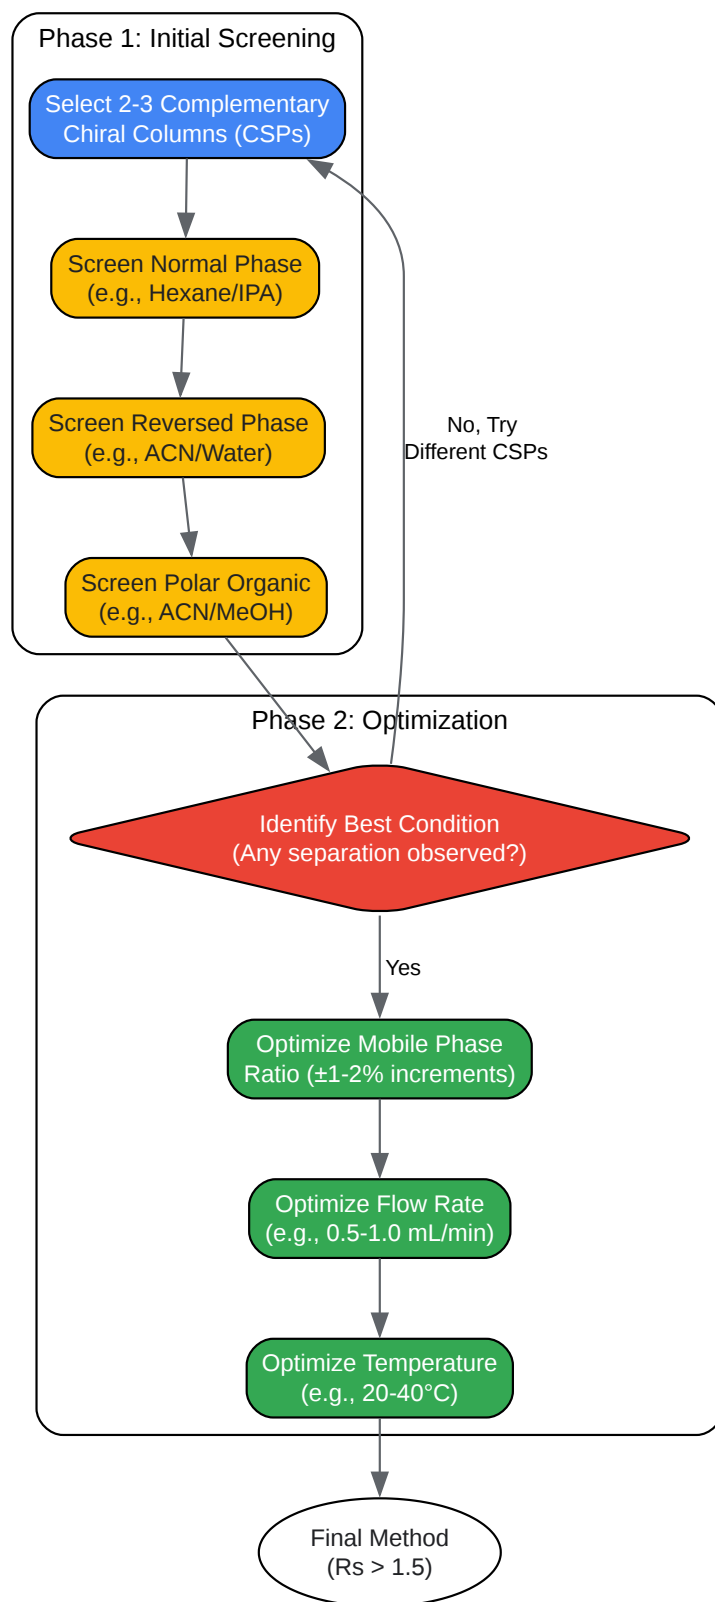 Phase 1: Initial Screening
Select 2-3 Complementary
Chiral Columns (CSPs)
Screen Normal Phase
(e.g., Hexane/IPA)
Screen Reversed Phase
(e.g., ACN/Water)
No, Try
Different CSPs
Screen Polar Organic
(e.g., ACN/MeOH)
Phase 2: Optimization
Identify Best Condition
(Any separation observed?)
Yes
Optimize Mobile Phase
Ratio (±1-2% increments)
Optimize Flow Rate
(e.g., 0.5-1.0 mL/min)
Optimize Temperature
(e.g., 20-40°C)
Final Method
(Rs > 1.5)